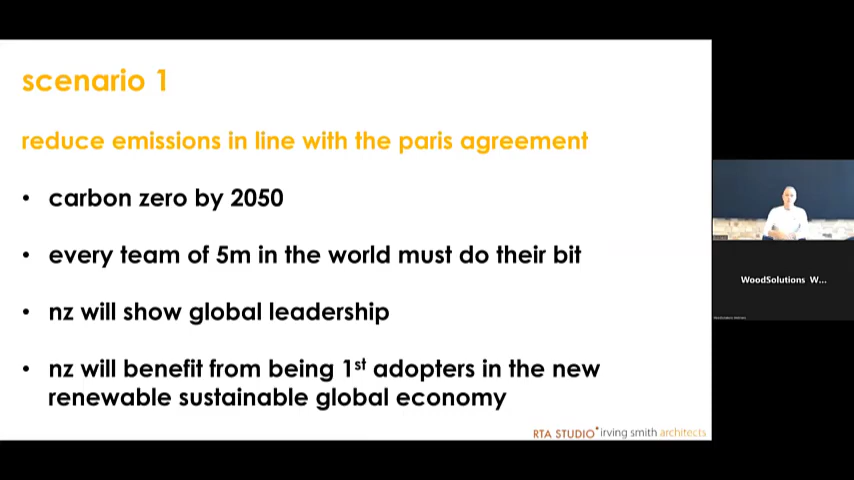 scenario 1
reduce emissions in line with the paris agreement
• carbon zero by 2050
• every team of 5m in the world must do their bit
• nz will show global leadership
• nz will benefit from being 1st adopters in the new
renewable sustainable global economy
RTA STUDIO irving smith architects
WoodSolutions W...